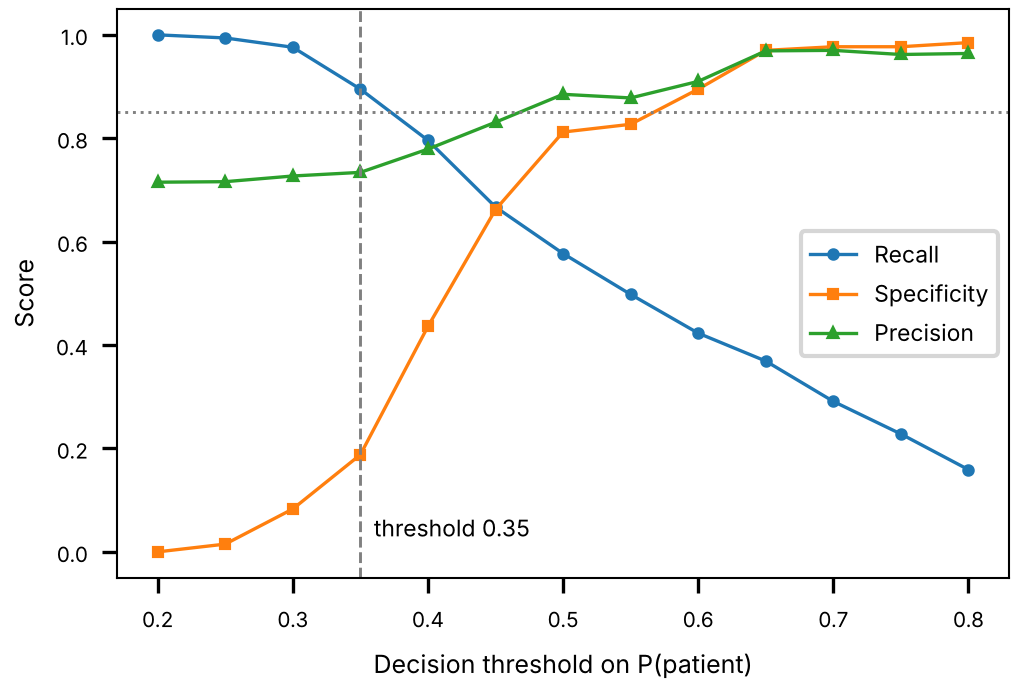 1.0
0.8
0.6
0.4
0.2
0.0
Score
Recall
Specificity
Precision
threshold 0.35
0.2 0.3 0.4 0.5 0.6 0.7 0.8
Decision threshold on P(patient)